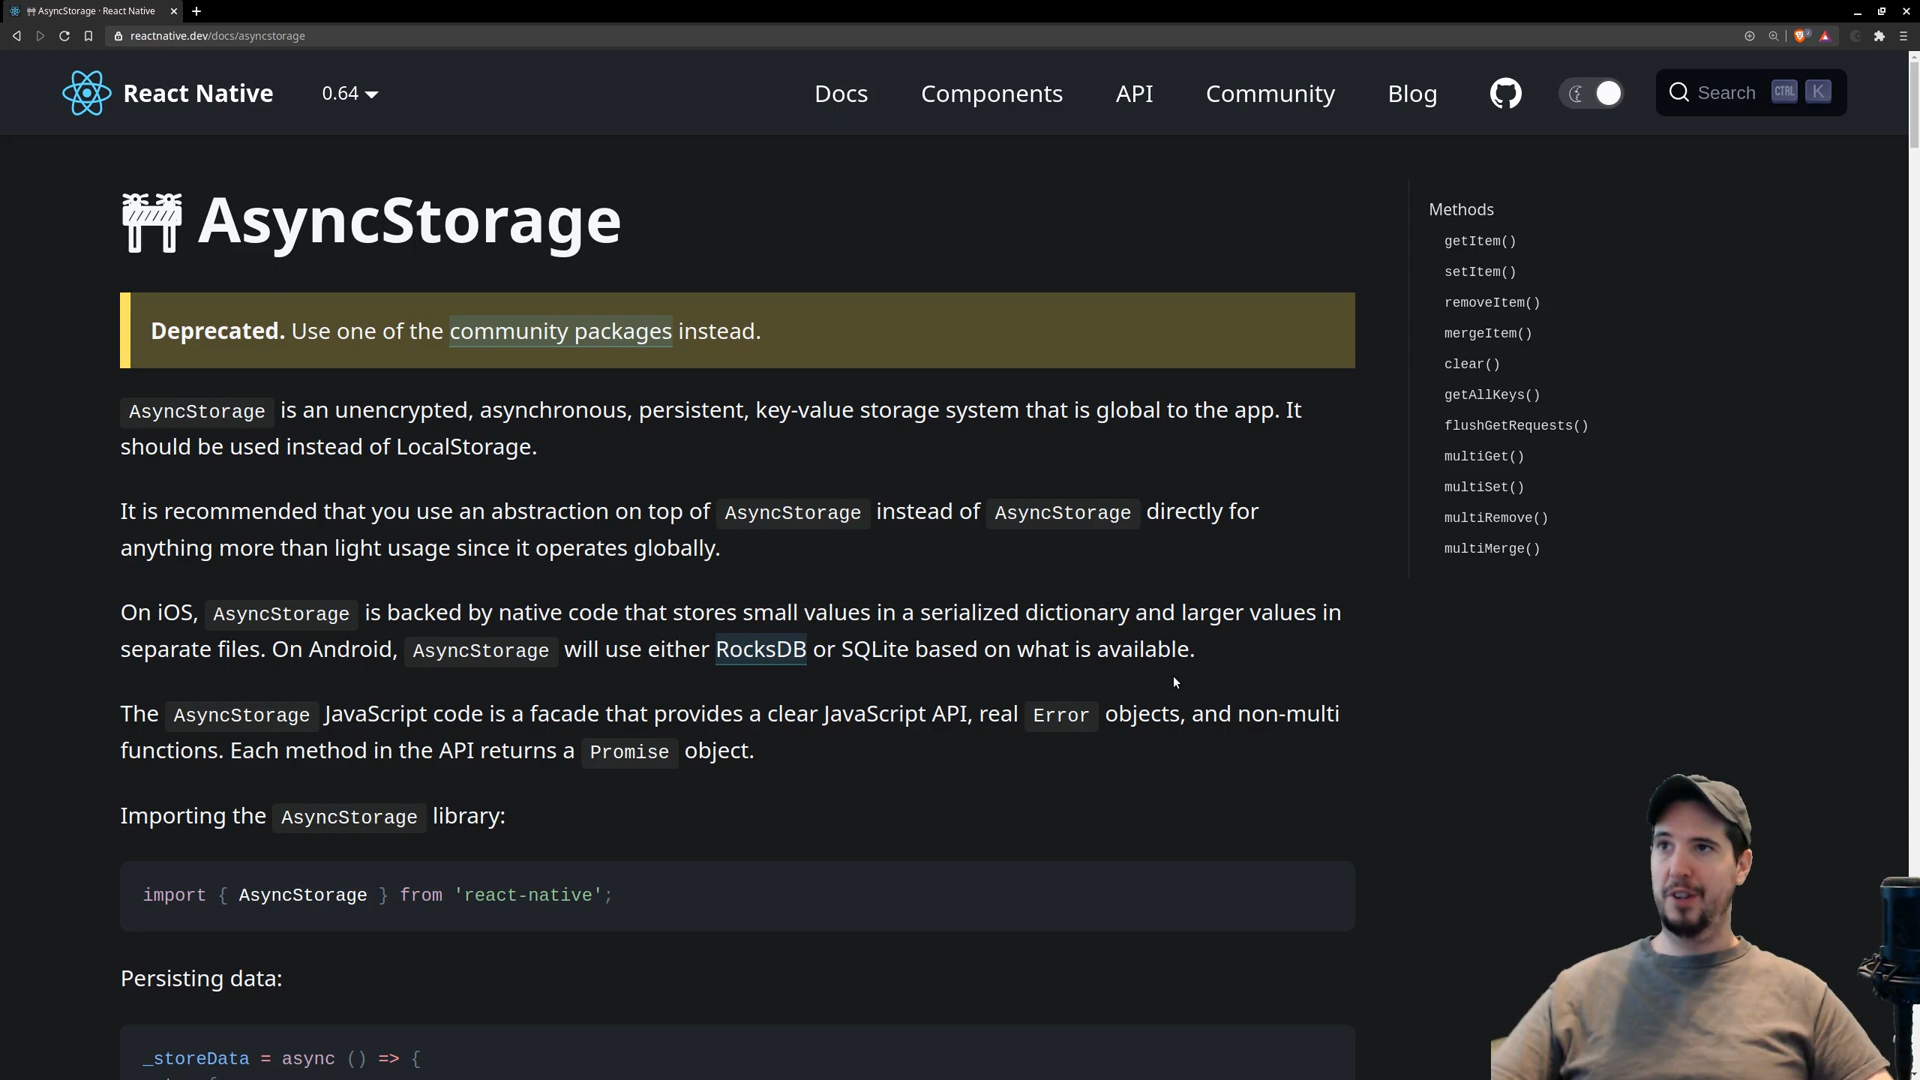 AsyncStorage · React Native
reactnative.dev/docs/asyncstorage
React Native
0.64
Docs
Components
API
Community
Blog
Search
CTRL
K
AsyncStorage
Deprecated. Use one of the community packages instead.
AsyncStorage is an unencrypted, asynchronous, persistent, key-value storage system that is global to the app. It
should be used instead of LocalStorage.
It is recommended that you use an abstraction on top of AsyncStorage instead of AsyncStorage directly for
anything more than light usage since it operates globally.
On iOS, AsyncStorage is backed by native code that stores small values in a serialized dictionary and larger values in
separate files. On Android, AsyncStorage will use either RocksDB or SQLite based on what is available.
The AsyncStorage JavaScript code is a facade that provides a clear JavaScript API, real Error objects, and non-multi
functions. Each method in the API returns a Promise object.
Importing the AsyncStorage library:
import { AsyncStorage } from 'react-native';
Persisting data:
_storeData = async () => {
Methods
getItem()
setItem()
removeItem()
mergeItem()
clear()
getAllKeys()
flushGetRequests()
multiGet()
multiSet()
multiRemove()
multiMerge()